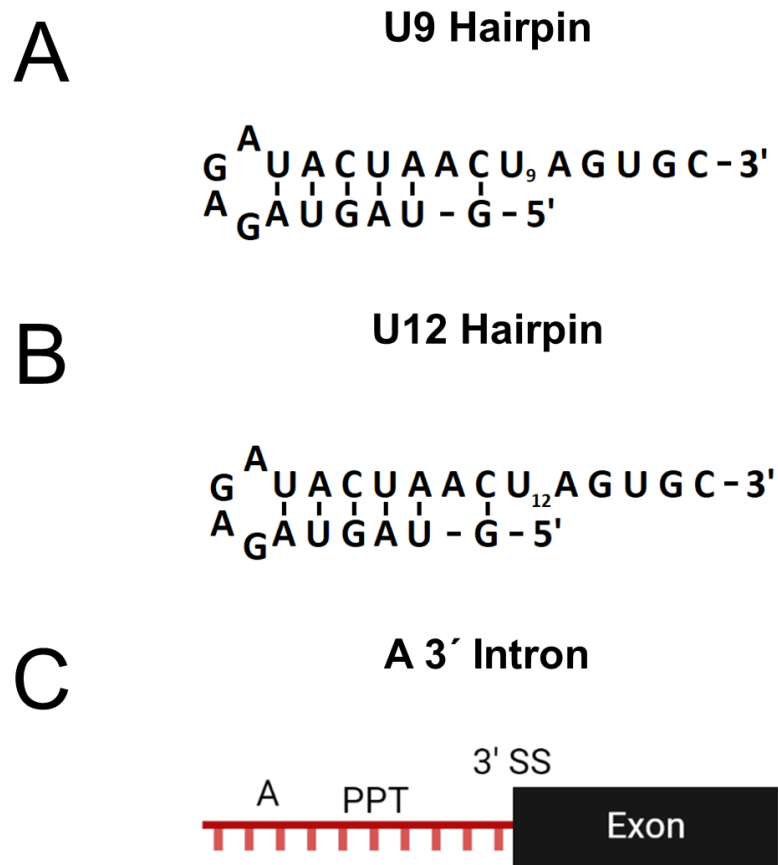 A
U9 Hairpin
A
G U A C U A A C U₉ A G U G C - 3'
A G A U G A U - G - 5'
B
U12 Hairpin
A
G U A C U A A C U₁₂ A G U G C - 3'
A G A U G A U - G - 5'
C
A 3´ Intron
3' SS
A PPT
Exon